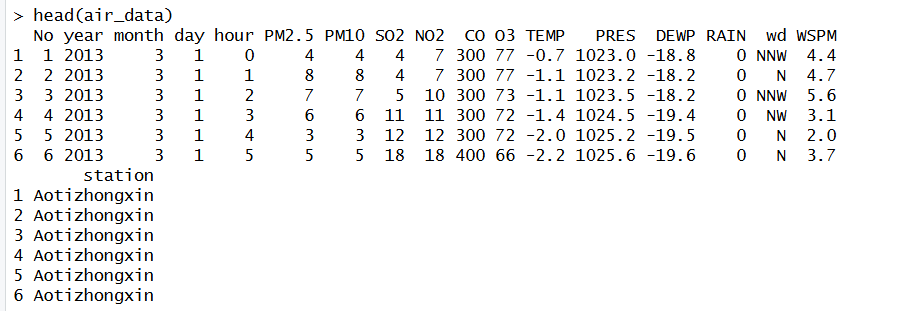 > head(air_data)
  No year month day hour PM2.5 PM10 SO2 NO2  CO O3 TEMP   PRES  DEWP RAIN  wd WSPM
1  1 2013     3   1    0     4    4   4   7 300 77 -0.7 1023.0 -18.8    0 NNW  4.4
2  2 2013     3   1    1     8    8   4   7 300 77 -1.1 1023.2 -18.2    0   N  4.7
3  3 2013     3   1    2     7    7   5  10 300 73 -1.1 1023.5 -18.2    0 NNW  5.6
4  4 2013     3   1    3     6    6  11  11 300 72 -1.4 1024.5 -19.4    0  NW  3.1
5  5 2013     3   1    4     3    3  12  12 300 72 -2.0 1025.2 -19.5    0   N  2.0
6  6 2013     3   1    5     5    5  18  18 400 66 -2.2 1025.6 -19.6    0   N  3.7
       station
1 Aotizhongxin
2 Aotizhongxin
3 Aotizhongxin
4 Aotizhongxin
5 Aotizhongxin
6 Aotizhongxin